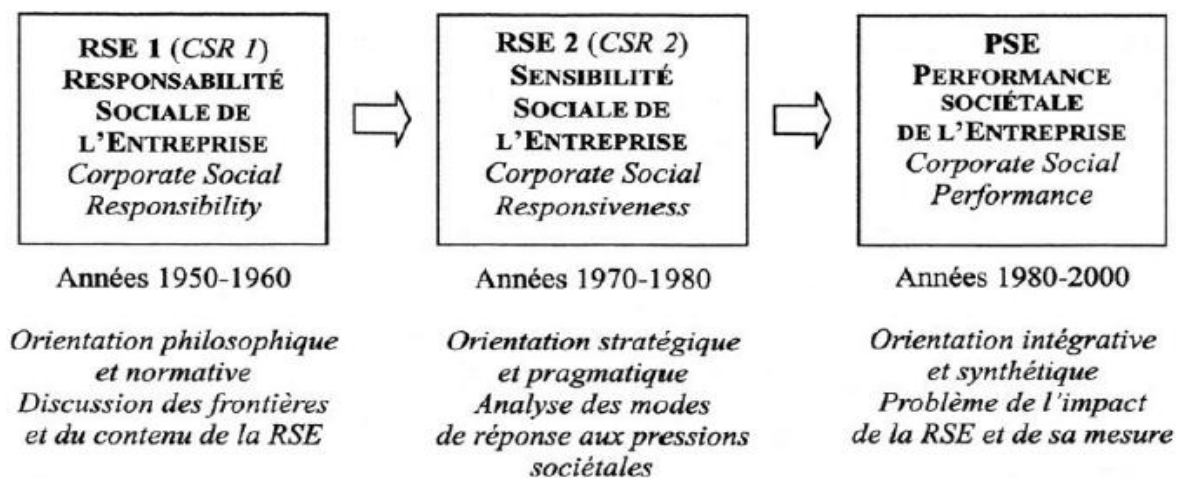 RSE 1 (CSR 1)
RESPONSABILITÉ
SOCIALE DE
L'ENTREPRISE
Corporate Social
Responsibility
Années 1950-1960
Orientation philosophique
et normative
Discussion des frontières
et du contenu de la RSE
RSE 2 (CSR 2)
SENSIBILITÉ
SOCIALE DE
L'ENTREPRISE
Corporate Social
Responsiveness
Années 1970-1980
Orientation stratégique
et pragmatique
Analyse des modes
de réponse aux pressions
sociétales
PSE
PERFORMANCE
SOCIÉTALE
DE L'ENTREPRISE
Corporate Social
Performance
Années 1980-2000
Orientation intégrative
et synthétique
Problème de l'impact
de la RSE et de sa mesure